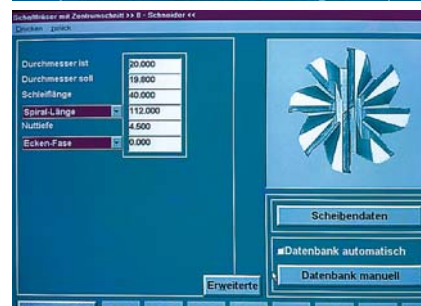 Schaftfräser mit Zentrumschnitt >> 8 - Schneider <<
Drucken zurück
Durchmesser ist 20.000
Durchmesser soll 19.800
Schleiflänge 40.000
Spiral-Länge 112.000
Nuttiefe 4.500
Ecken-Fase 0.000
Scheibendaten
Datenbank automatisch
Datenbank manuell
Erweiterte